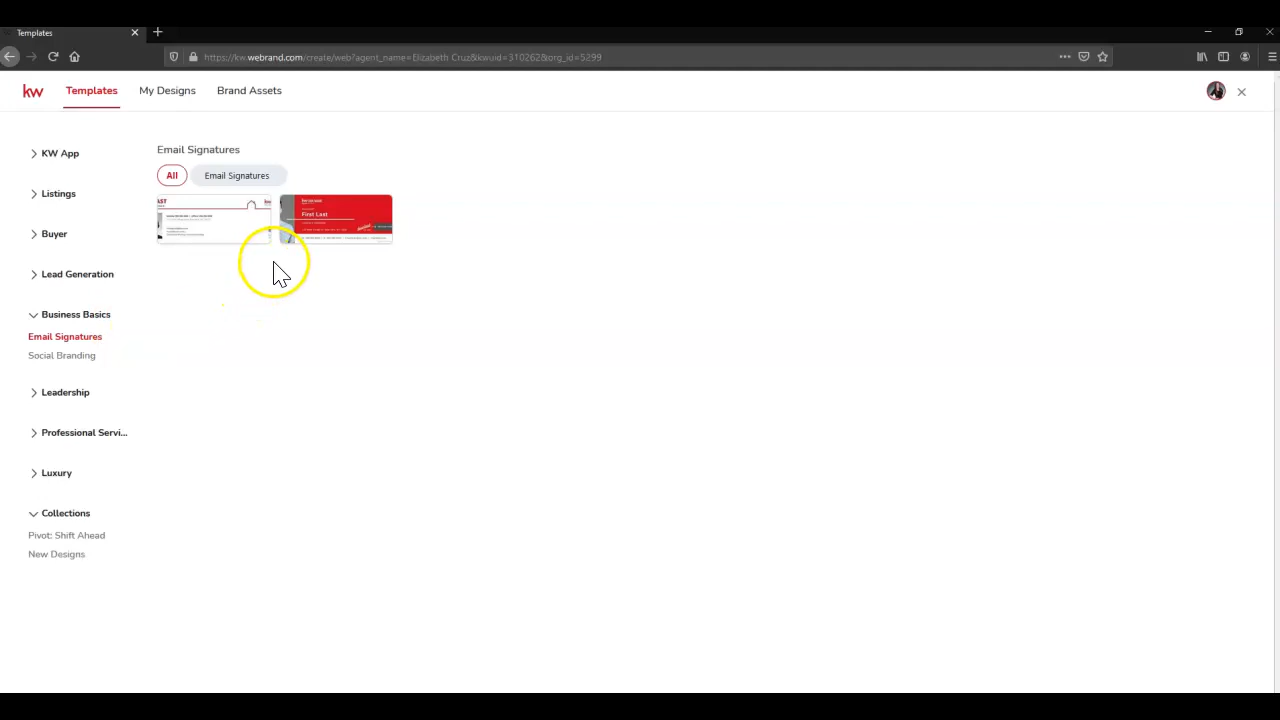 Templates
https://kw.webrand.com/create/web?agent_name=Elizabeth Cruz&kwuid=310262&org_id=5299
kw
Templates
My Designs
Brand Assets
KW App
Listings
Buyer
Lead Generation
Business Basics
Email Signatures
Social Branding
Leadership
Professional Servi...
Luxury
Collections
Pivot: Shift Ahead
New Designs
Email Signatures
All
Email Signatures
AST
First Last